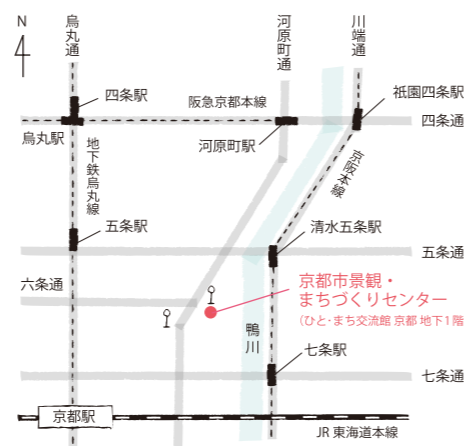 N
烏丸通
河原町通
川端通
四条駅
阪急京都本線
祇園四条駅
四条通
烏丸駅
河原町駅
地下鉄烏丸線
京阪本線
五条駅
清水五条駅
五条通
六条通
京都市景観・
まちづくりセンター
(ひと・まち交流館 京都 地下1階)
鴨川
七条駅
七条通
京都駅
JR 東海道本線